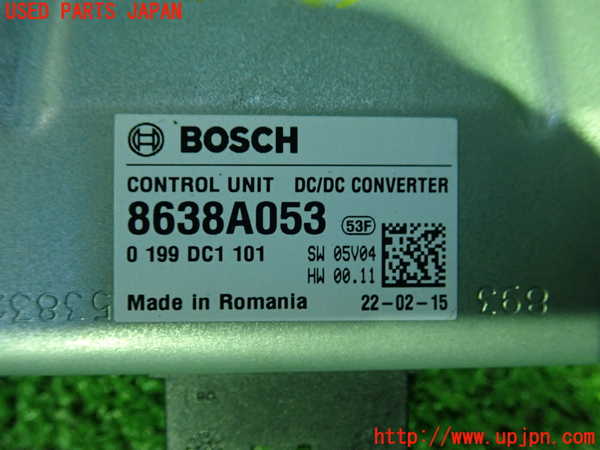 USED PARTS JAPAN
BOSCH
CONTROL UNIT DC/DC CONVERTER
8638A053 53F
0 199 DC1 101 SW 05V04
HW 00.11
Made in Romania 22-02-15
893
http://www.upjpn.com/